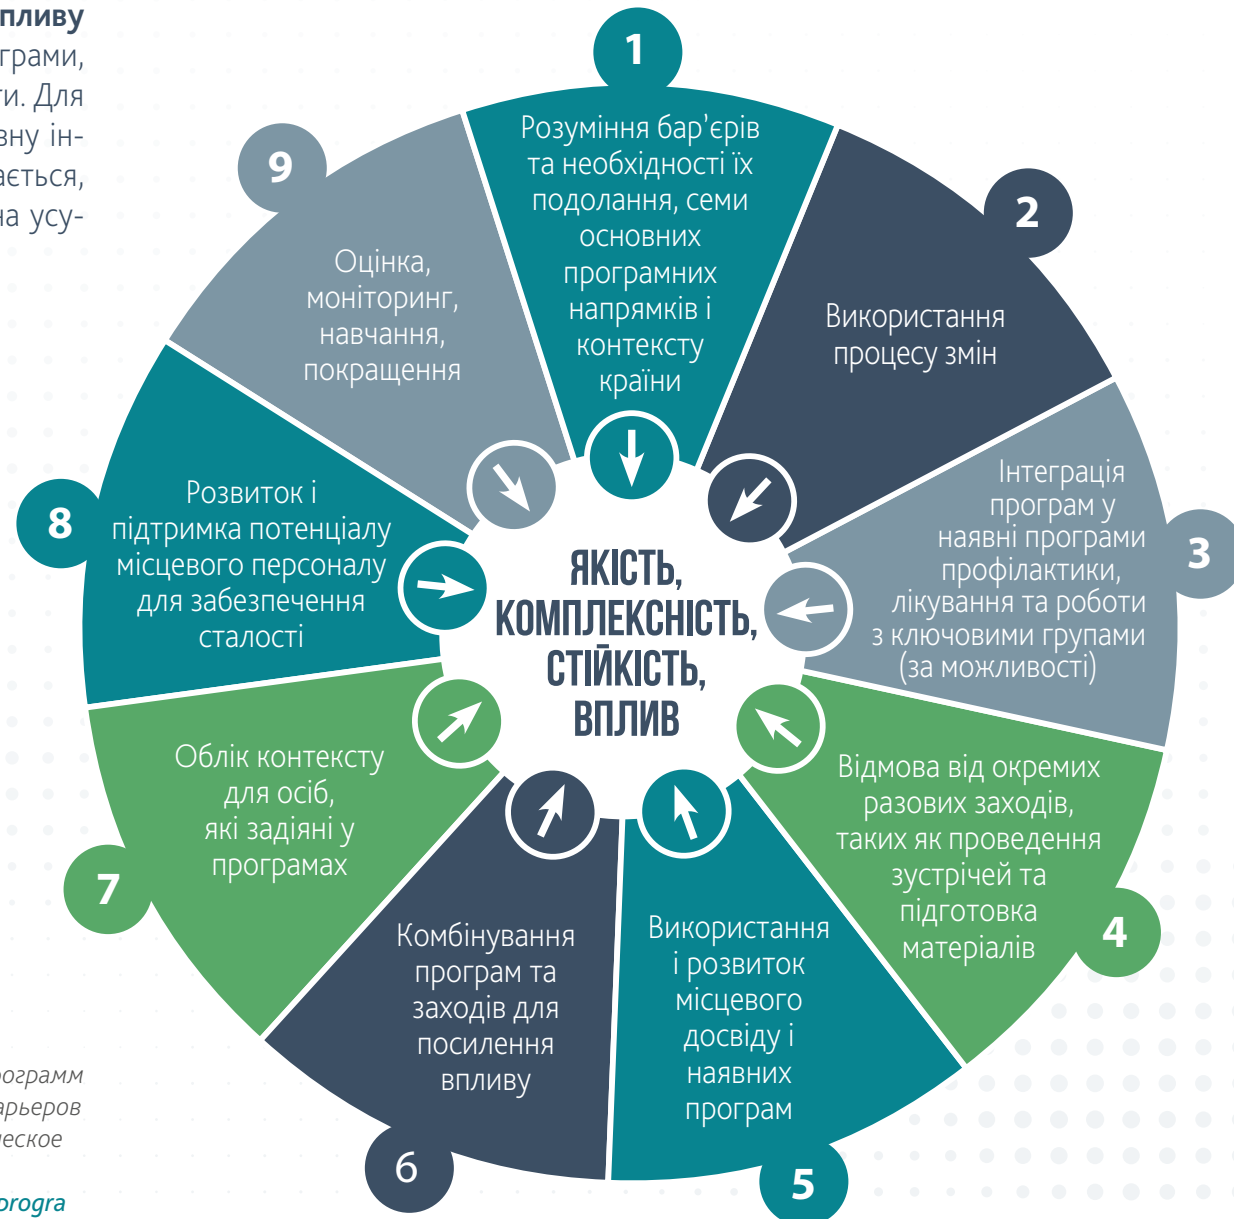 пливу
грами,
ти. Для
вну ін-
ається,
на усу-
1
Розуміння бар’єрів
та необхідності їх
подолання, семи
основних
програмних
напрямків і
контексту
країни
2
Використання
процесу змін
3
Інтеграція
програм у
наявні програми
профілактики,
лікування та роботи
з ключовими групами
(за можливості)
4
Відмова від окремих
разових заходів,
таких як проведення
зустрічей та
підготовка
матеріалів
5
Використання
і розвиток
місцевого
досвіду і
наявних
програм
6
Комбінування
програм та
заходів для
посилення
впливу
7
Облік контексту
для осіб,
які задіяні у
програмах
8
Розвиток і
підтримка потенціалу
місцевого персоналу
для забезпечення
сталості
9
Оцінка,
моніторинг,
навчання,
покращення
ЯКІСТЬ,
КОМПЛЕКСНІСТЬ,
СТІЙКІСТЬ,
ВПЛИВ
ограмм
арьеров
еское
progra